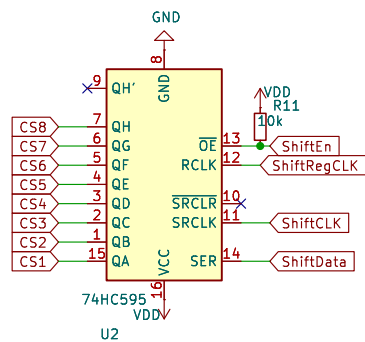 GND
8
GND
VDD
R11
10k
9 QH'
CS8 7 QH
CS7 6 QG OE 13 ShiftEn
CS6 5 QF RCLK 12 ShiftRegCLK
CS5 4 QE
CS4 3 QD SRCLR 10
CS3 2 QC SRCLK 11 ShiftCLK
CS2 1 QB
CS1 15 QA SER 14 ShiftData
VCC
16
74HC595
VDD
U2